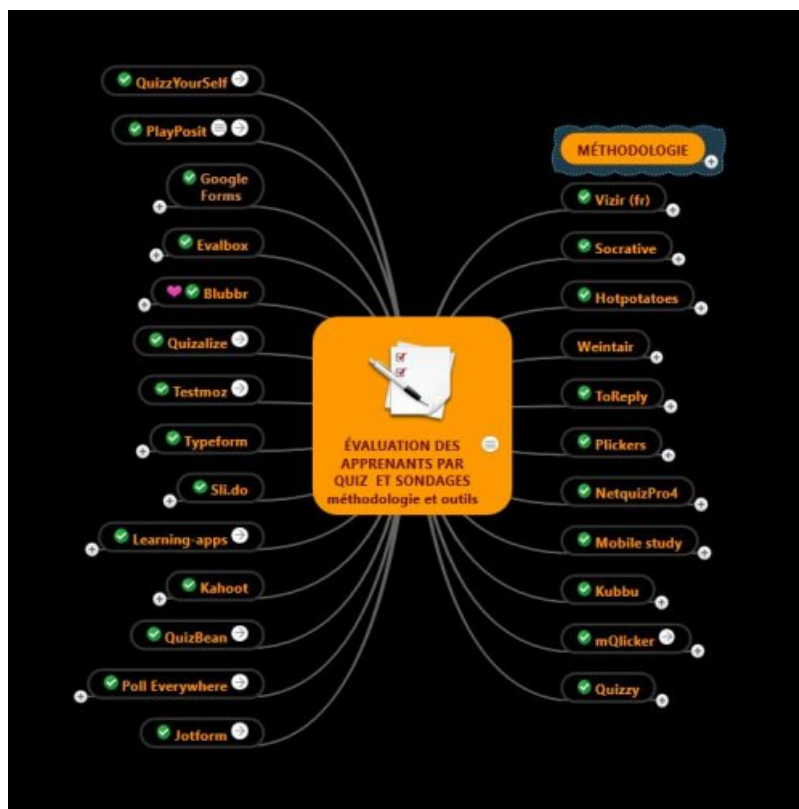 QuizzYourSelf
PlayPosit
Google
Forms
Evalbox
Blubbr
Quizalize
Testmoz
Typeform
Sli.do
Learning-apps
Kahoot
QuizBean
Poll Everywhere
Jotform
ÉVALUATION DES
APPRENANTS PAR
QUIZ ET SONDAGES
méthodologie et outils
MÉTHODOLOGIE
Vizir (fr)
Socrative
Hotpotatoes
Weintair
ToReply
Plickers
NetquizPro4
Mobile study
Kubbu
mQlicker
Quizzy